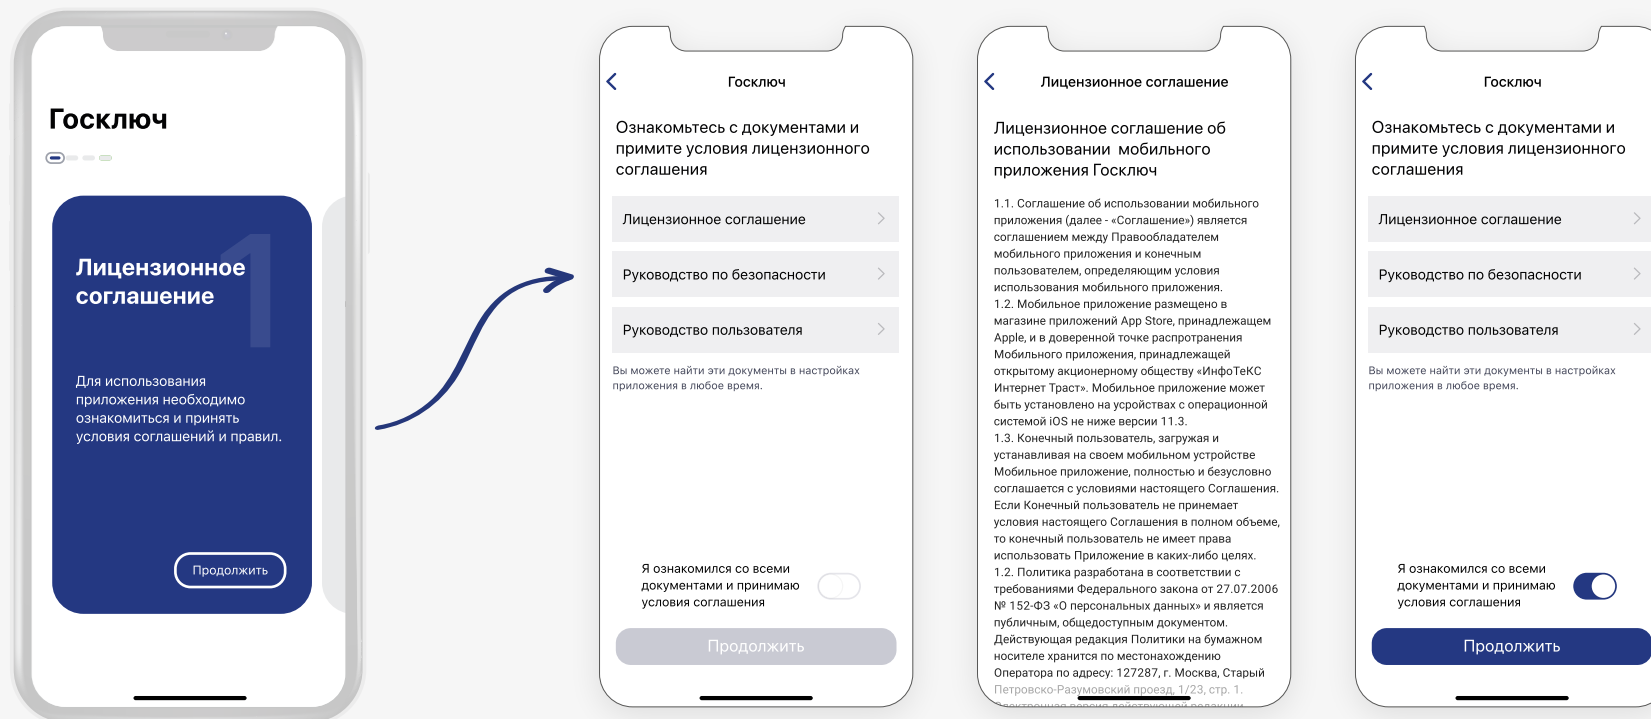 Госключ
1
Лицензионное
соглашение
Для использования
приложения необходимо
ознакомиться и принять
условия соглашений и правил.
Продолжить
Госключ
Ознакомьтесь с документами и
примите условия лицензионного
соглашения
Лицензионное соглашение
Руководство по безопасности
Руководство пользователя
Вы можете найти эти документы в настройках
приложения в любое время.
Я ознакомился со всеми
документами и принимаю
условия соглашения
Продолжить
Лицензионное соглашение
Лицензионное соглашение об
использовании мобильного
приложения Госключ
1.1. Соглашение об использовании мобильного
приложения (далее - «Соглашение») является
соглашением между Правообладателем
мобильного приложения и конечным
пользователем, определяющим условия
использования мобильного приложения.
1.2. Мобильное приложение размещено в
магазине приложений App Store, принадлежащем
Apple, и в доверенной точке распротранения
Мобильного приложения, принадлежащей
открытому акционерному обществу «ИнфоТеКС
Интернет Траст». Мобильное приложение может
быть установлено на усройствах с операционной
системой iOS не ниже версии 11.3.
1.3. Конечный пользователь, загружая и
устанавливая на своем мобильном устройстве
Мобильное приложение, полностью и безусловно
соглашается с условиями настоящего Соглашения.
Если Конечный пользователь не принемает
условия настоящего Соглашения в полном объеме,
то конечный пользователь не имеет права
использовать Приложение в каких-либо целях.
1.2. Политика разработана в соответствии с
требованиями Федерального закона от 27.07.2006
№ 152-ФЗ «О персональных данных» и является
публичным, общедоступным документом.
Действующая редакция Политики на бумажном
носителе хранится по местонахождению
Оператора по адресу: 127287, г. Москва, Старый
Петровско-Разумовский проезд, 1/23, стр. 1.
Электронная версия действующей редакции
Госключ
Ознакомьтесь с документами и
примите условия лицензионного
соглашения
Лицензионное соглашение
Руководство по безопасности
Руководство пользователя
Вы можете найти эти документы в настройках
приложения в любое время.
Я ознакомился со всеми
документами и принимаю
условия соглашения
Продолжить